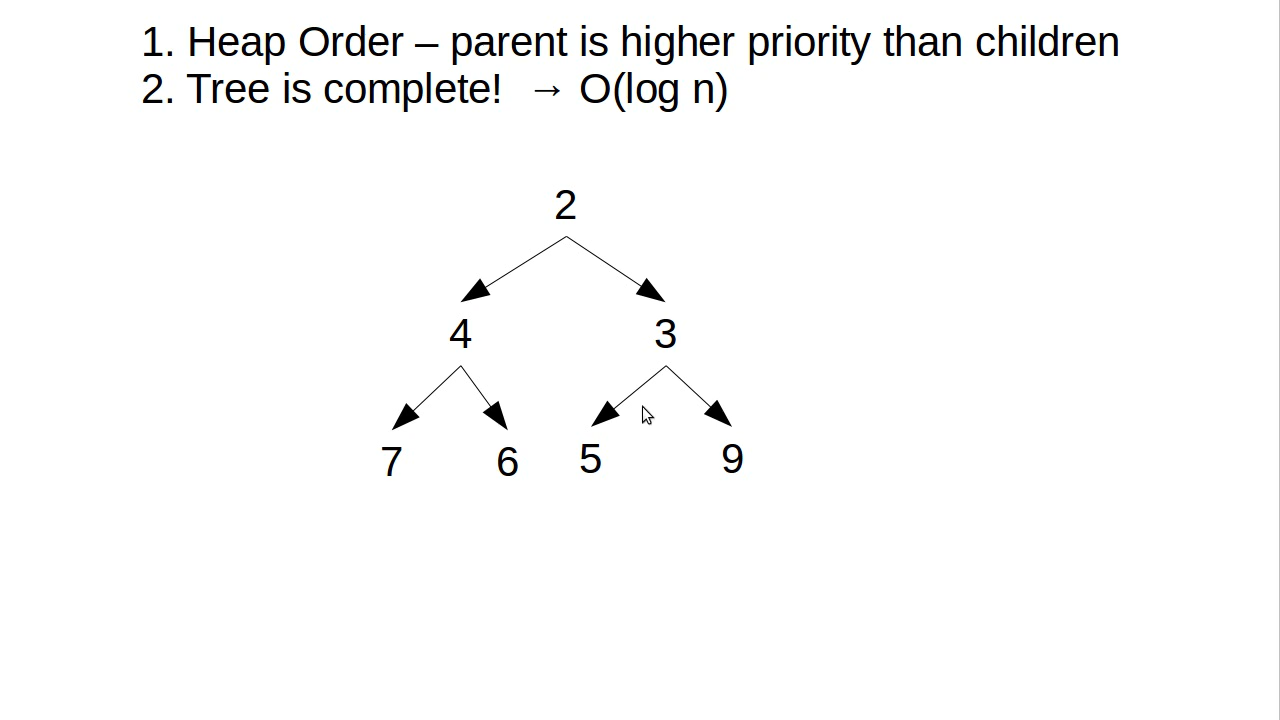 1. Heap Order – parent is higher priority than children
2. Tree is complete! → O(log n)
2
4 3
7 6 5 9